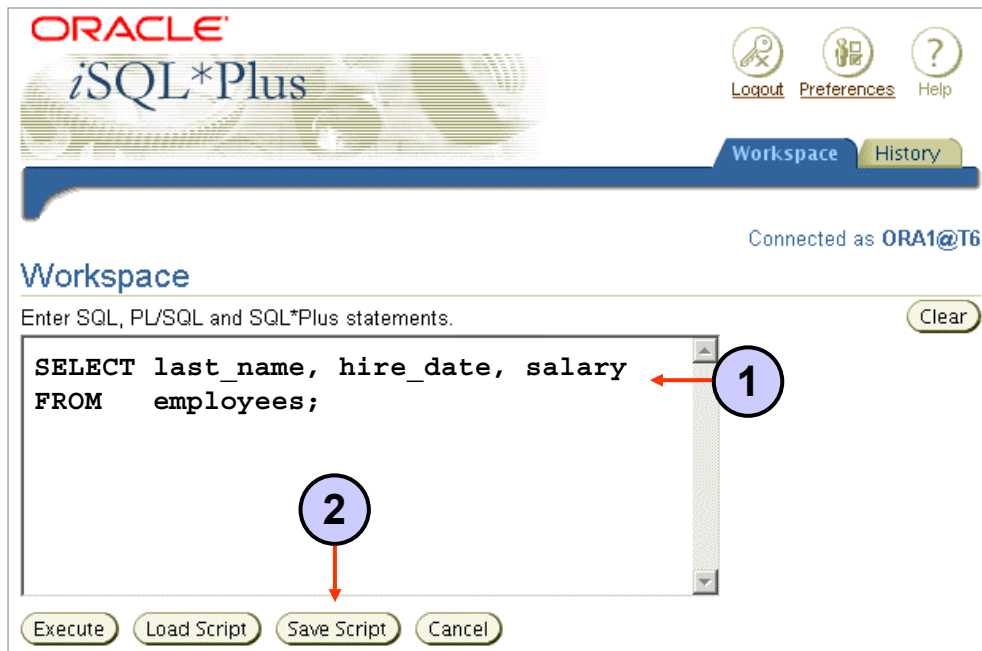 ORACLE
iSQL*Plus
Logout Preferences Help
Workspace History
Connected as ORA1@T6
Workspace
Enter SQL, PL/SQL and SQL*Plus statements.
Clear
SELECT last_name, hire_date, salary
FROM employees;
1
2
Execute Load Script Save Script Cancel